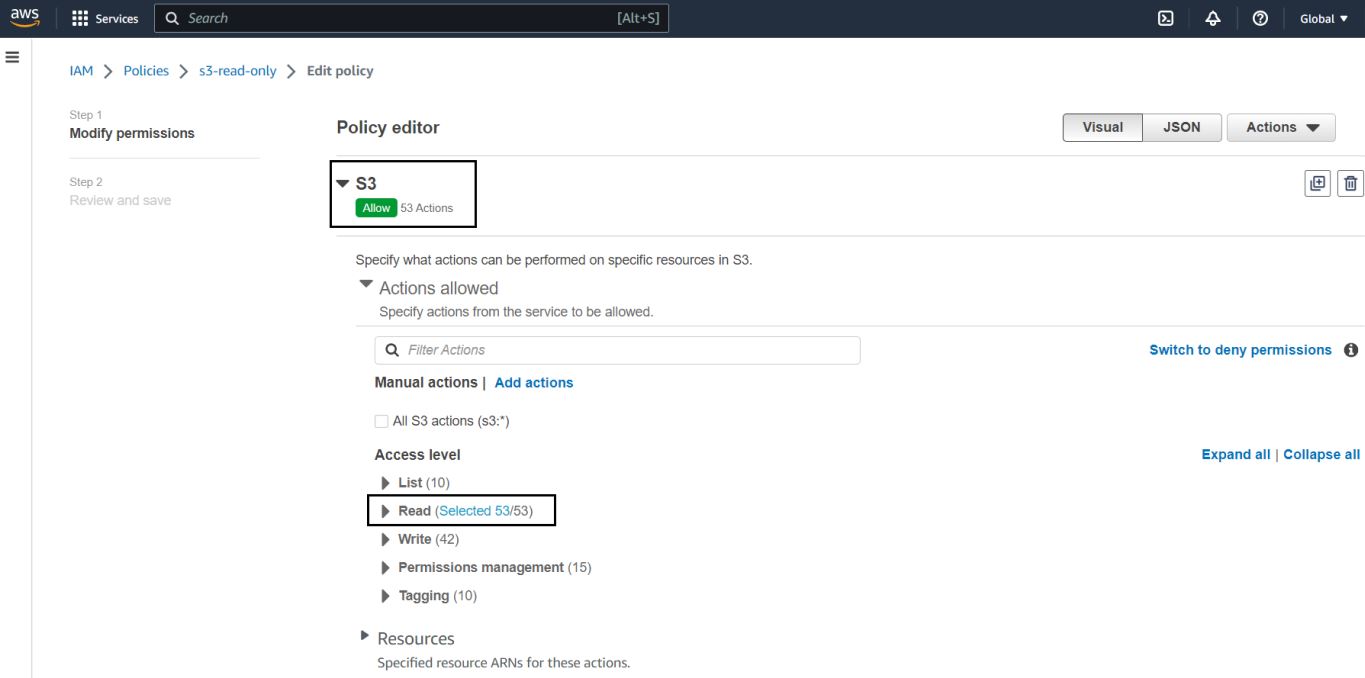 aws Services Search [Alt+S] Global
IAM Policies s3-read-only Edit policy
Step 1
Modify permissions
Step 2
Review and save
Policy editor
Visual JSON Actions
S3
Allow 53 Actions
Specify what actions can be performed on specific resources in S3.
Actions allowed
Specify actions from the service to be allowed.
Filter Actions
Switch to deny permissions
Manual actions | Add actions
All S3 actions (s3:*)
Access level
Expand all | Collapse all
List (10)
Read (Selected 53/53)
Write (42)
Permissions management (15)
Tagging (10)
Resources
Specified resource ARNs for these actions.